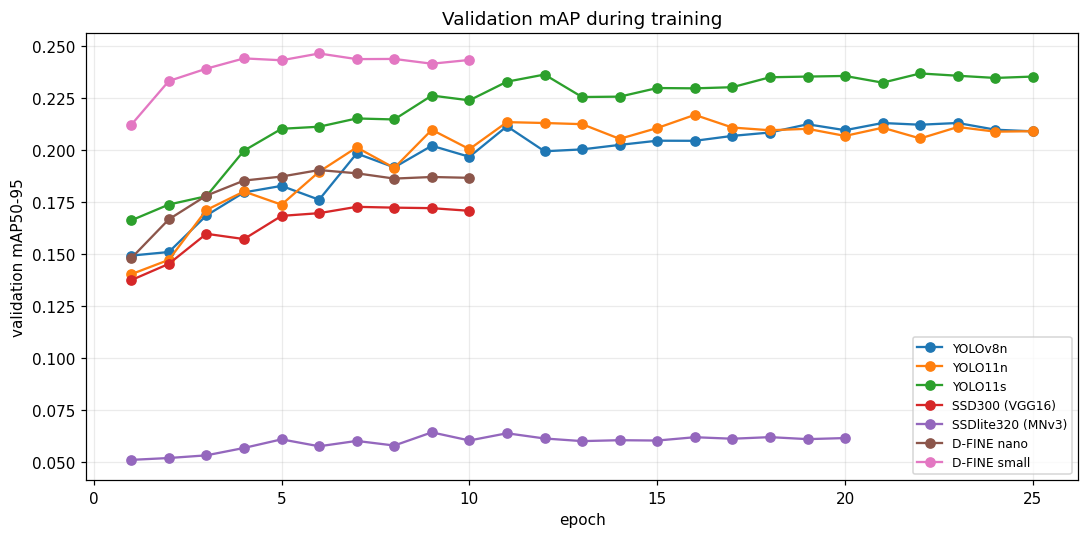 Validation mAP during training
validation mAP50-95
0.250
0.225
0.200
0.175
0.150
0.125
0.100
0.075
0.050
0
5
10
15
20
25
epoch
YOLOv8n
YOLO11n
YOLO11s
SSD300 (VGG16)
SSDlite320 (MNv3)
D-FINE nano
D-FINE small